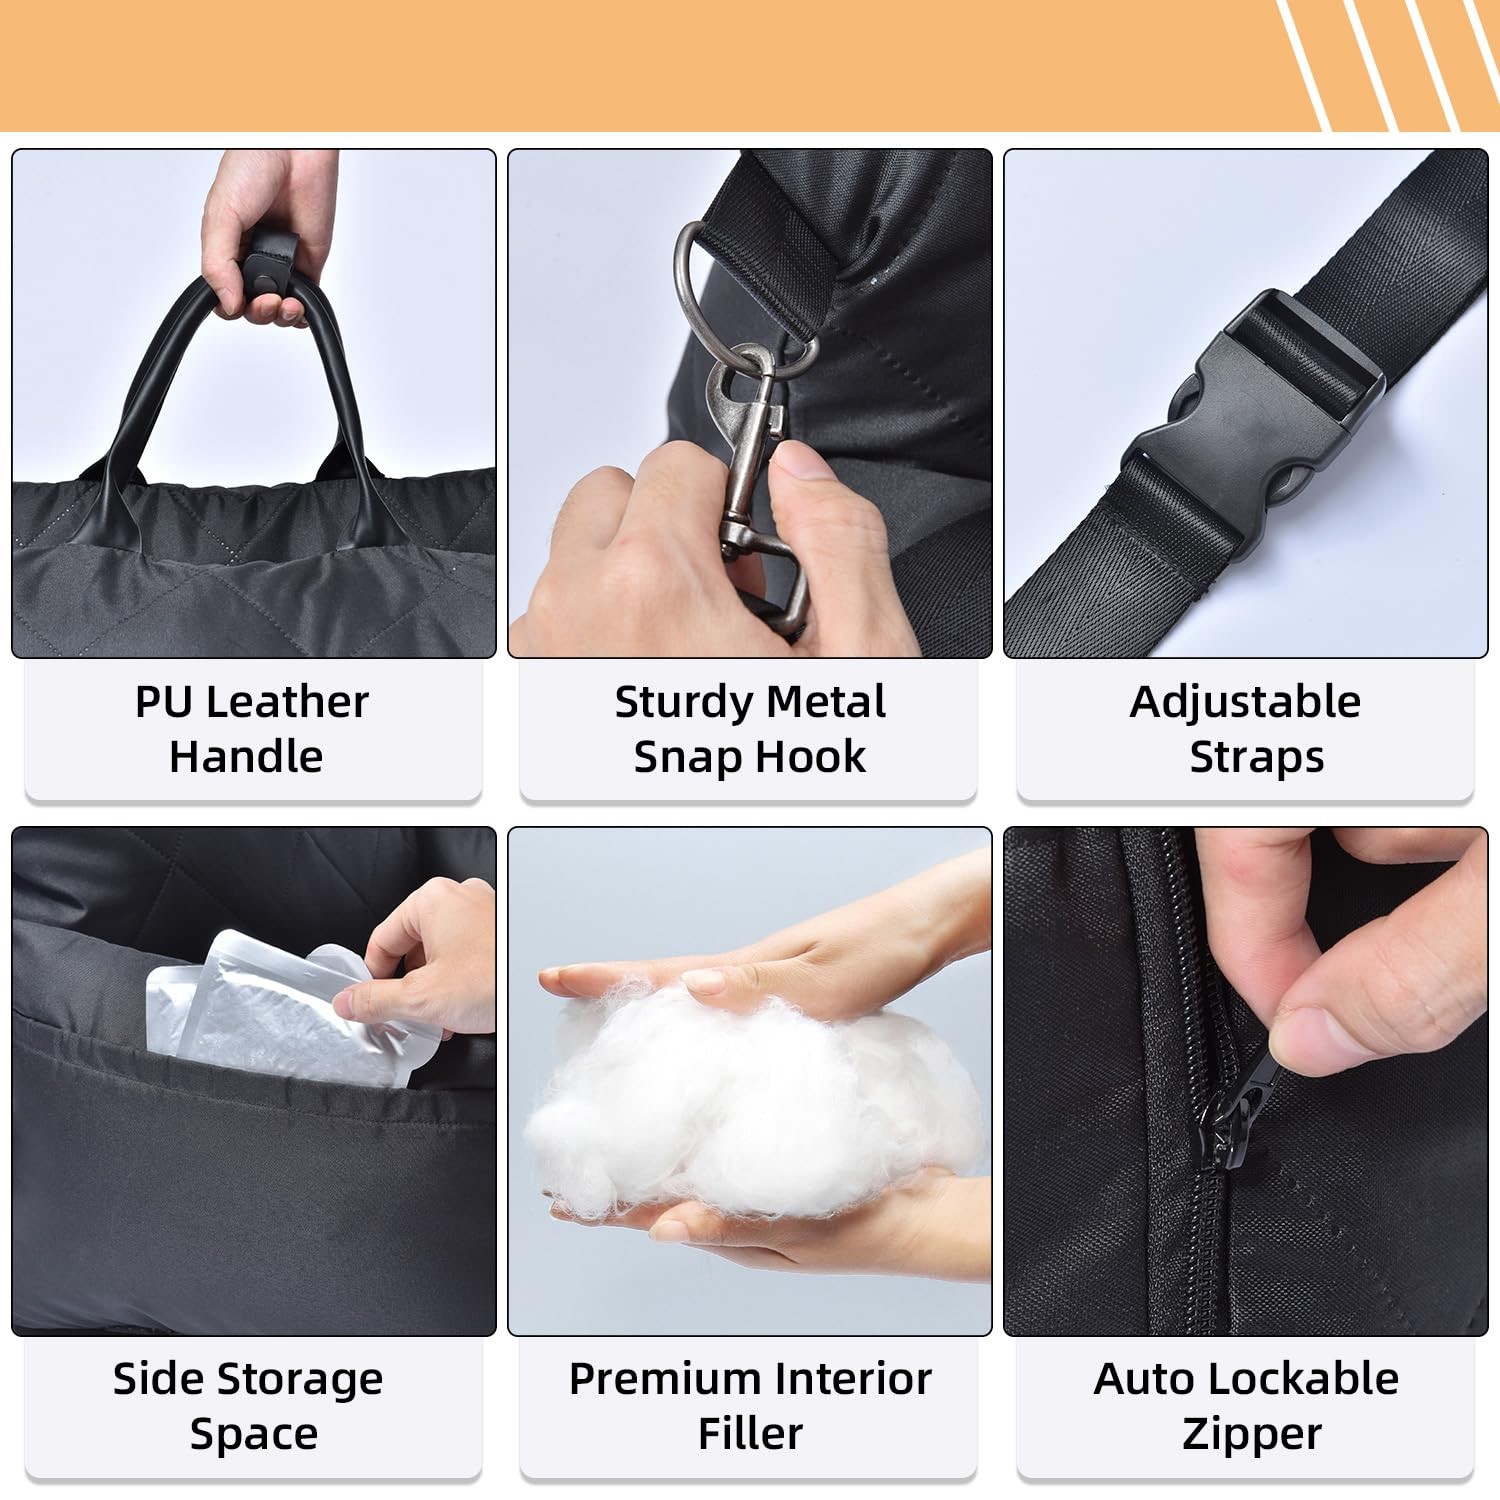 PU Leather
Handle
Sturdy Metal
Snap Hook
Adjustable
Straps
Side Storage
Space
Premium Interior
Filler
Auto Lockable
Zipper